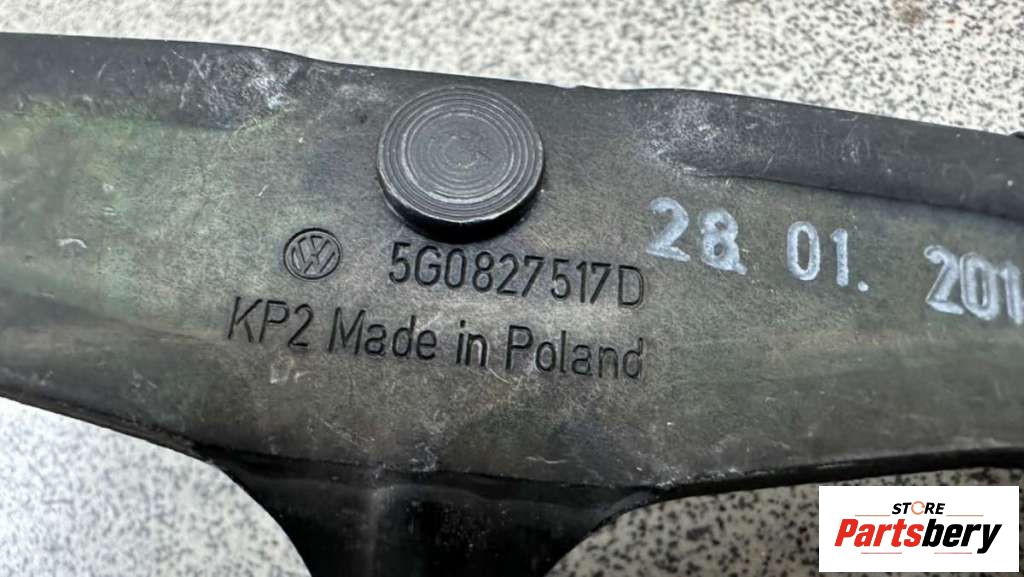 5G0827517D
KP2 Made in Poland
28. 01. 201
STORE
Partsbery